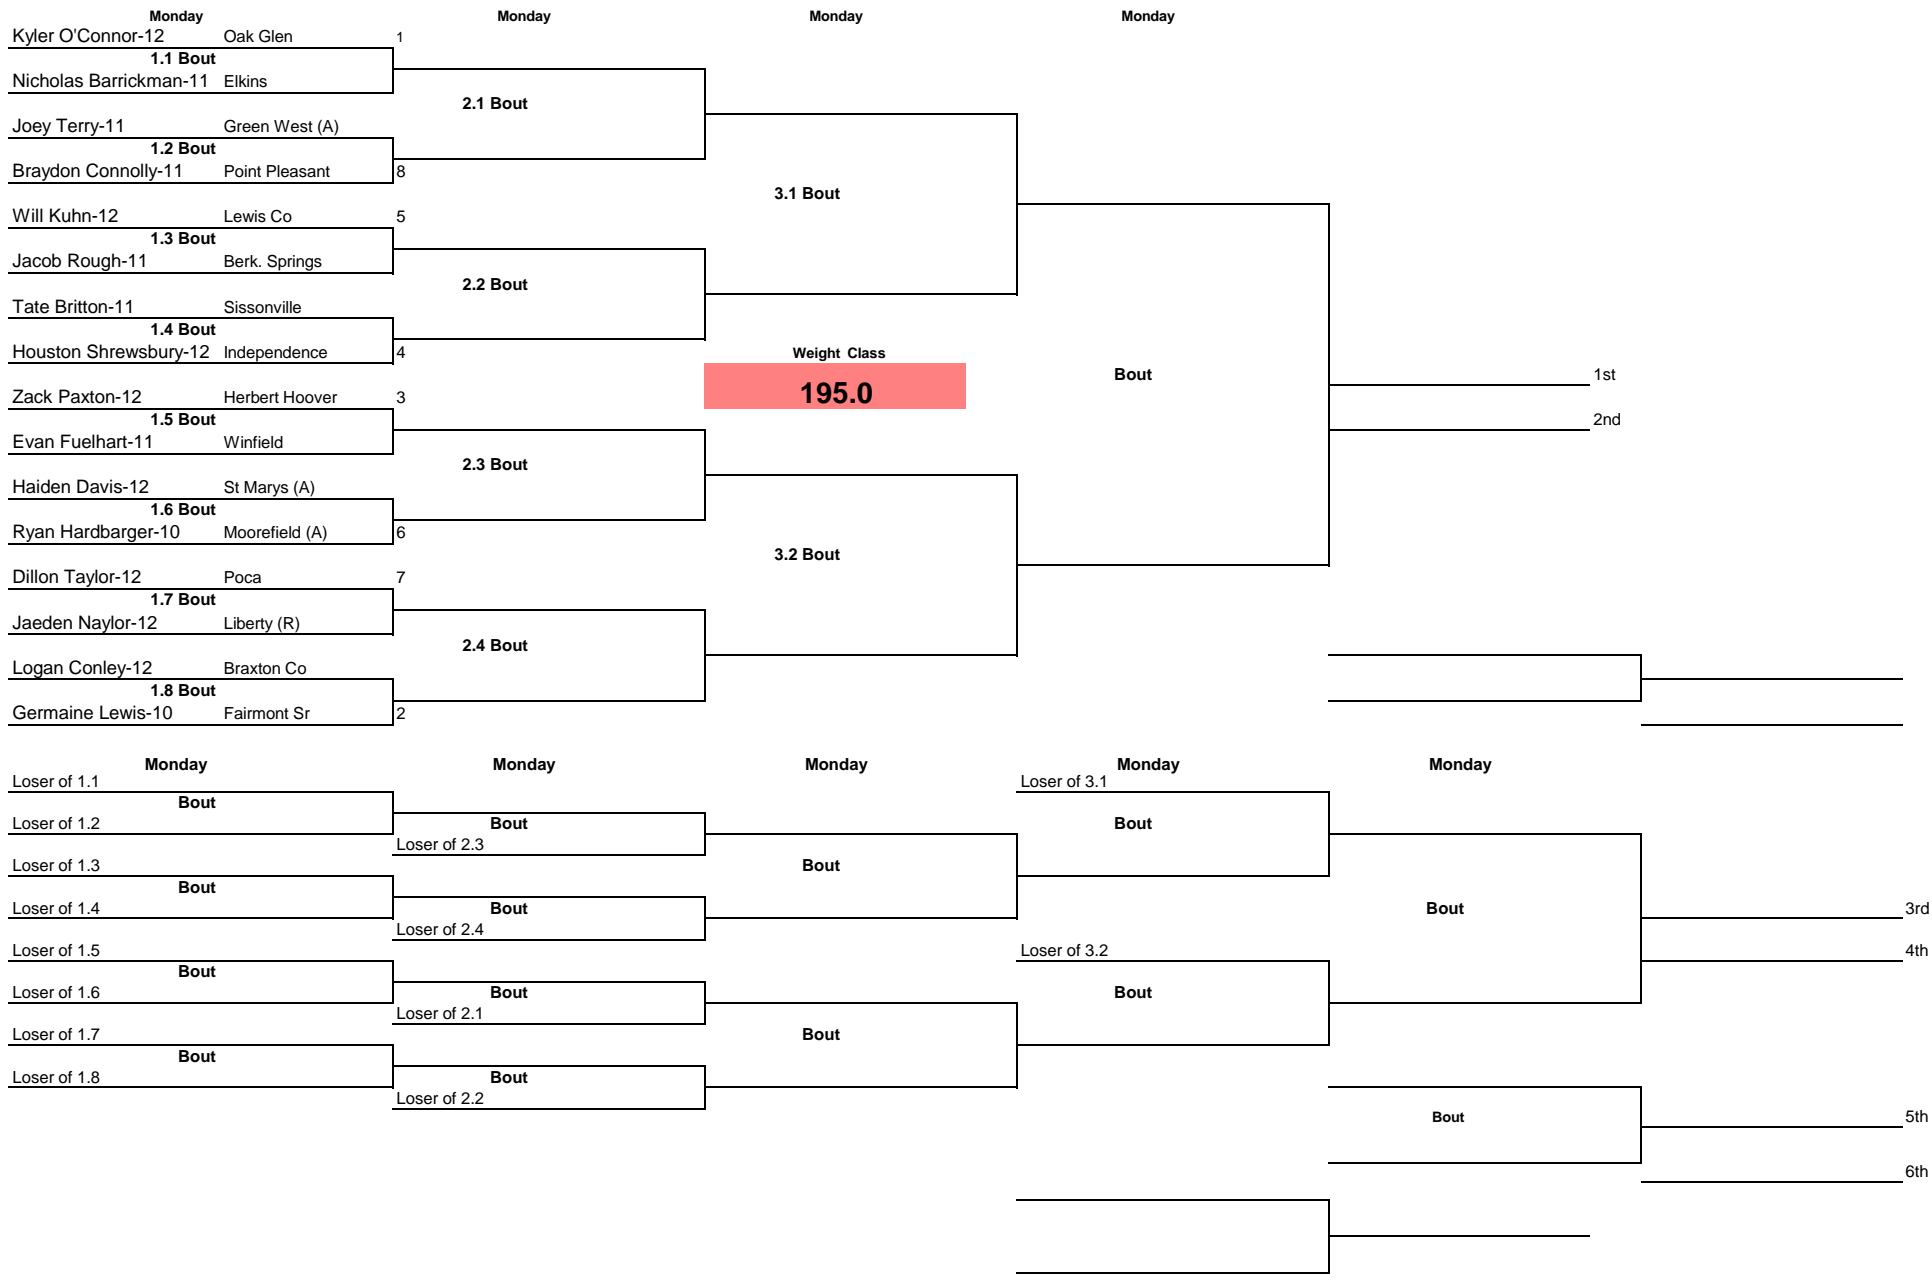 Monday Monday Monday Monday
Kyler O'Connor-12 Oak Glen 1
1.1 Bout
Nicholas Barrickman-11 Elkins
2.1 Bout
Joey Terry-11 Green West (A)
1.2 Bout
Braydon Connolly-11 Point Pleasant 8
3.1 Bout
Will Kuhn-12 Lewis Co 5
1.3 Bout
Jacob Rough-11 Berk. Springs
2.2 Bout
Tate Britton-11 Sissonville
1.4 Bout
Houston Shrewsbury-12 Independence 4
Weight Class
Bout
1st
195.0
Zack Paxton-12 Herbert Hoover 3
1.5 Bout
2nd
Evan Fuelhart-11 Winfield
2.3 Bout
Haiden Davis-12 St Marys (A)
1.6 Bout
Ryan Hardbarger-10 Moorefield (A) 6
3.2 Bout
Dillon Taylor-12 Poca 7
1.7 Bout
Jaeden Naylor-12 Liberty (R)
2.4 Bout
Logan Conley-12 Braxton Co
1.8 Bout
Germaine Lewis-10 Fairmont Sr 2
Monday Monday Monday Monday Monday
Loser of 1.1 Loser of 3.1
Bout
Loser of 1.2 Bout Bout
Loser of 2.3
Loser of 1.3 Bout
Bout
Loser of 1.4 Bout Bout 3rd
Loser of 2.4
Loser of 1.5 Loser of 3.2 4th
Bout
Loser of 1.6 Bout Bout
Loser of 2.1
Loser of 1.7 Bout
Bout
Loser of 1.8 Bout
Loser of 2.2
Bout 5th
6th